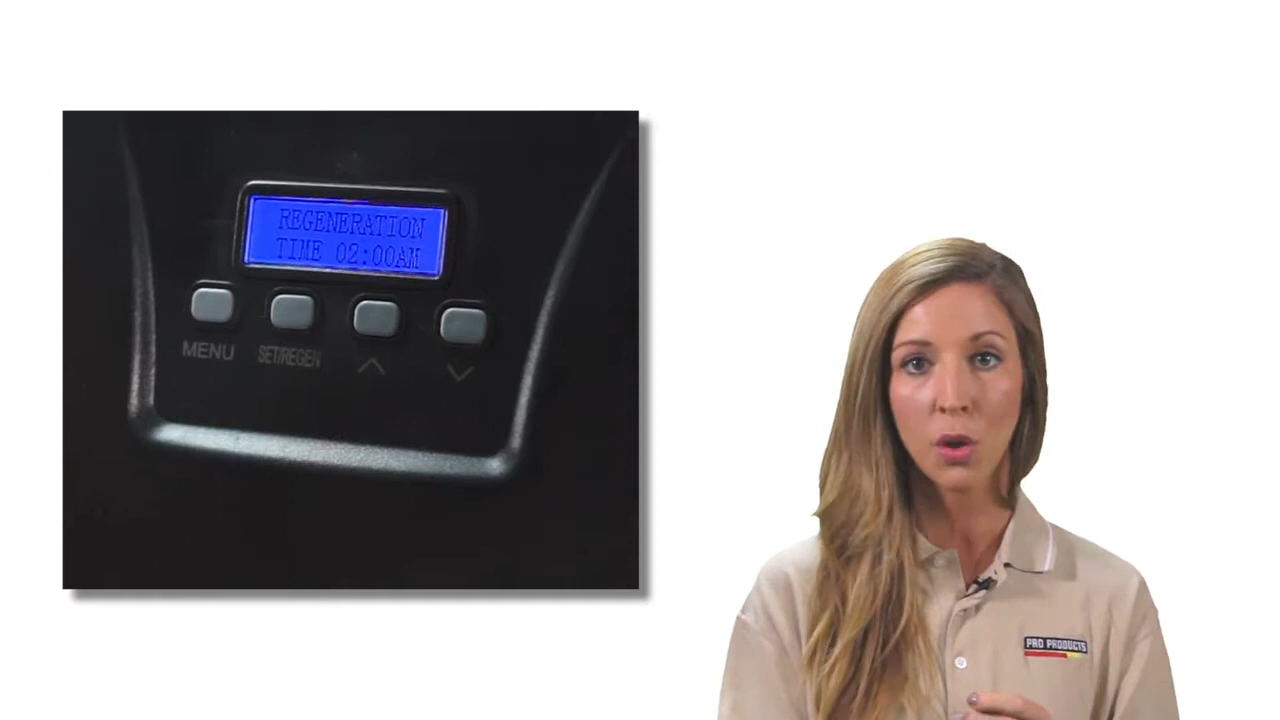 REGENERATION
TIME 02:00AM
MENU
SET/REGEN
PRO PRODUCTS